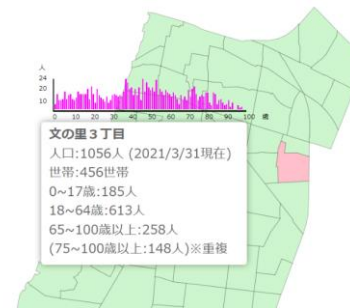 人
24
20
10
0 10 20 30 40 50 60 70 80 90 100 歳
文の里３丁目
人口:1056人 (2021/3/31現在)
世帯:456世帯
0~17歳:185人
18~64歳:613人
65~100歳以上:258人
(75~100歳以上:148人)※重複